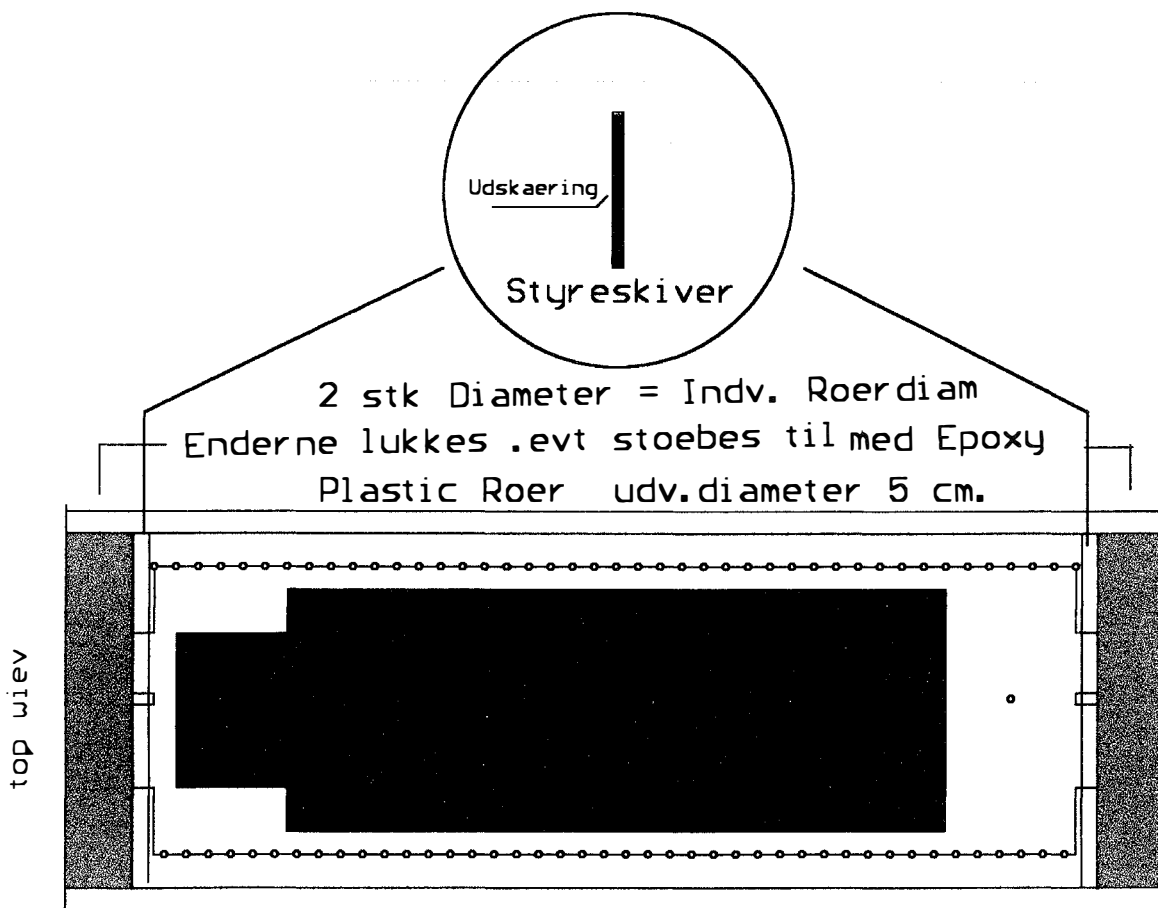 Udskaering
Styreskiver
2 stk Diameter = Indv. Roerdiam
Enderne lukkes .evt stoebes til med Epoxy
Plastic Roer udv.diameter 5 cm.
top wiev